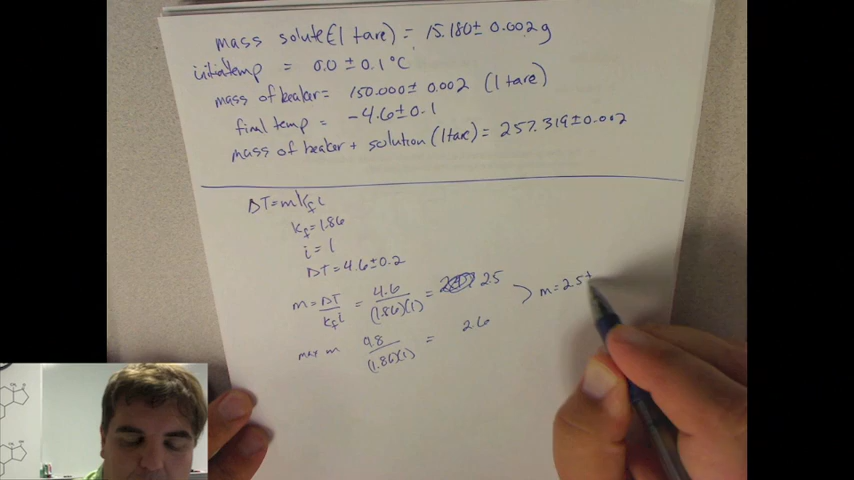 mass solute (1 tare) = 15.180 ± 0.002 g
initial temp = 0.0 ± 0.1 °C
mass of beaker = 150.000 ± 0.002 (1 tare)
final temp = -4.6 ± 0.1
mass of beaker + solution (1 tare) = 257.319 ± 0.002
ΔT = mKfi
Kf = 1.86
i = 1
ΔT = 4.6 ± 0.2
m = ΔT / Kfi = 4.6 / (1.86)(1) = 2.5 ) m = 2.5 ±
max m 4.8 / (1.86)(1) = 2.6